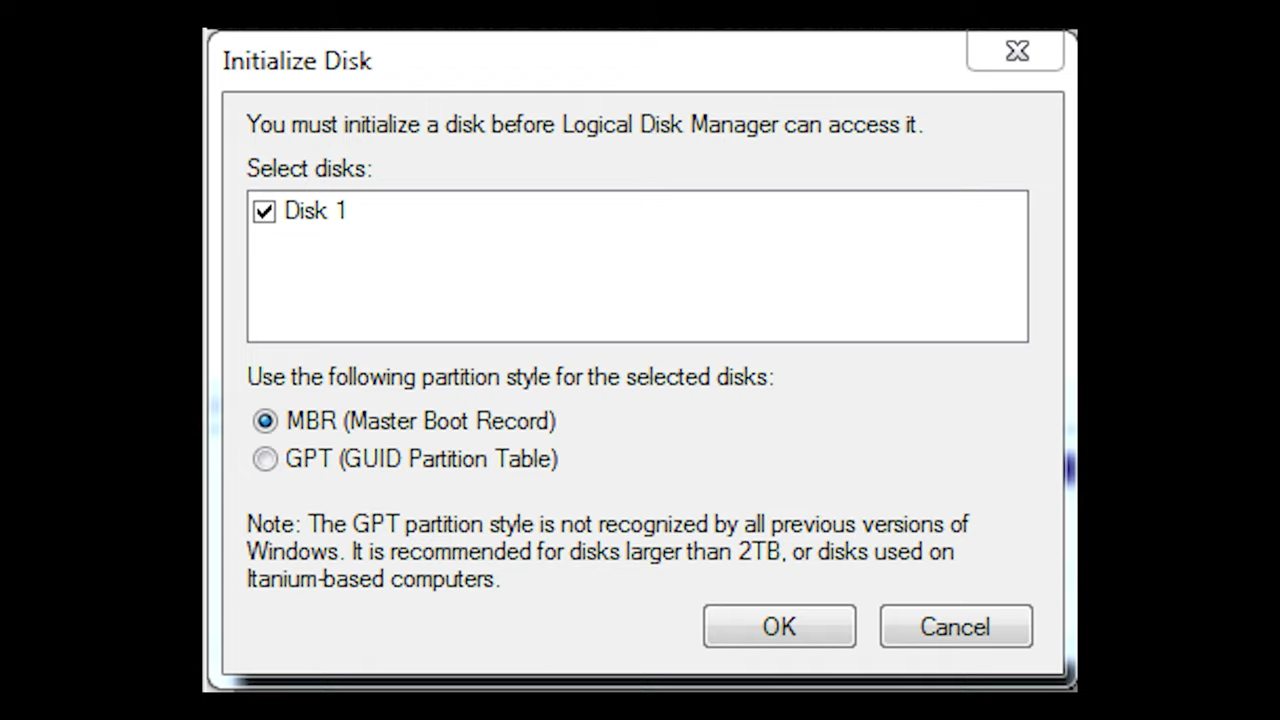 Initialize Disk
You must initialize a disk before Logical Disk Manager can access it.
Select disks:
Disk 1
Use the following partition style for the selected disks:
MBR (Master Boot Record)
GPT (GUID Partition Table)
Note: The GPT partition style is not recognized by all previous versions of
Windows. It is recommended for disks larger than 2TB, or disks used on
Itanium-based computers.
OK
Cancel